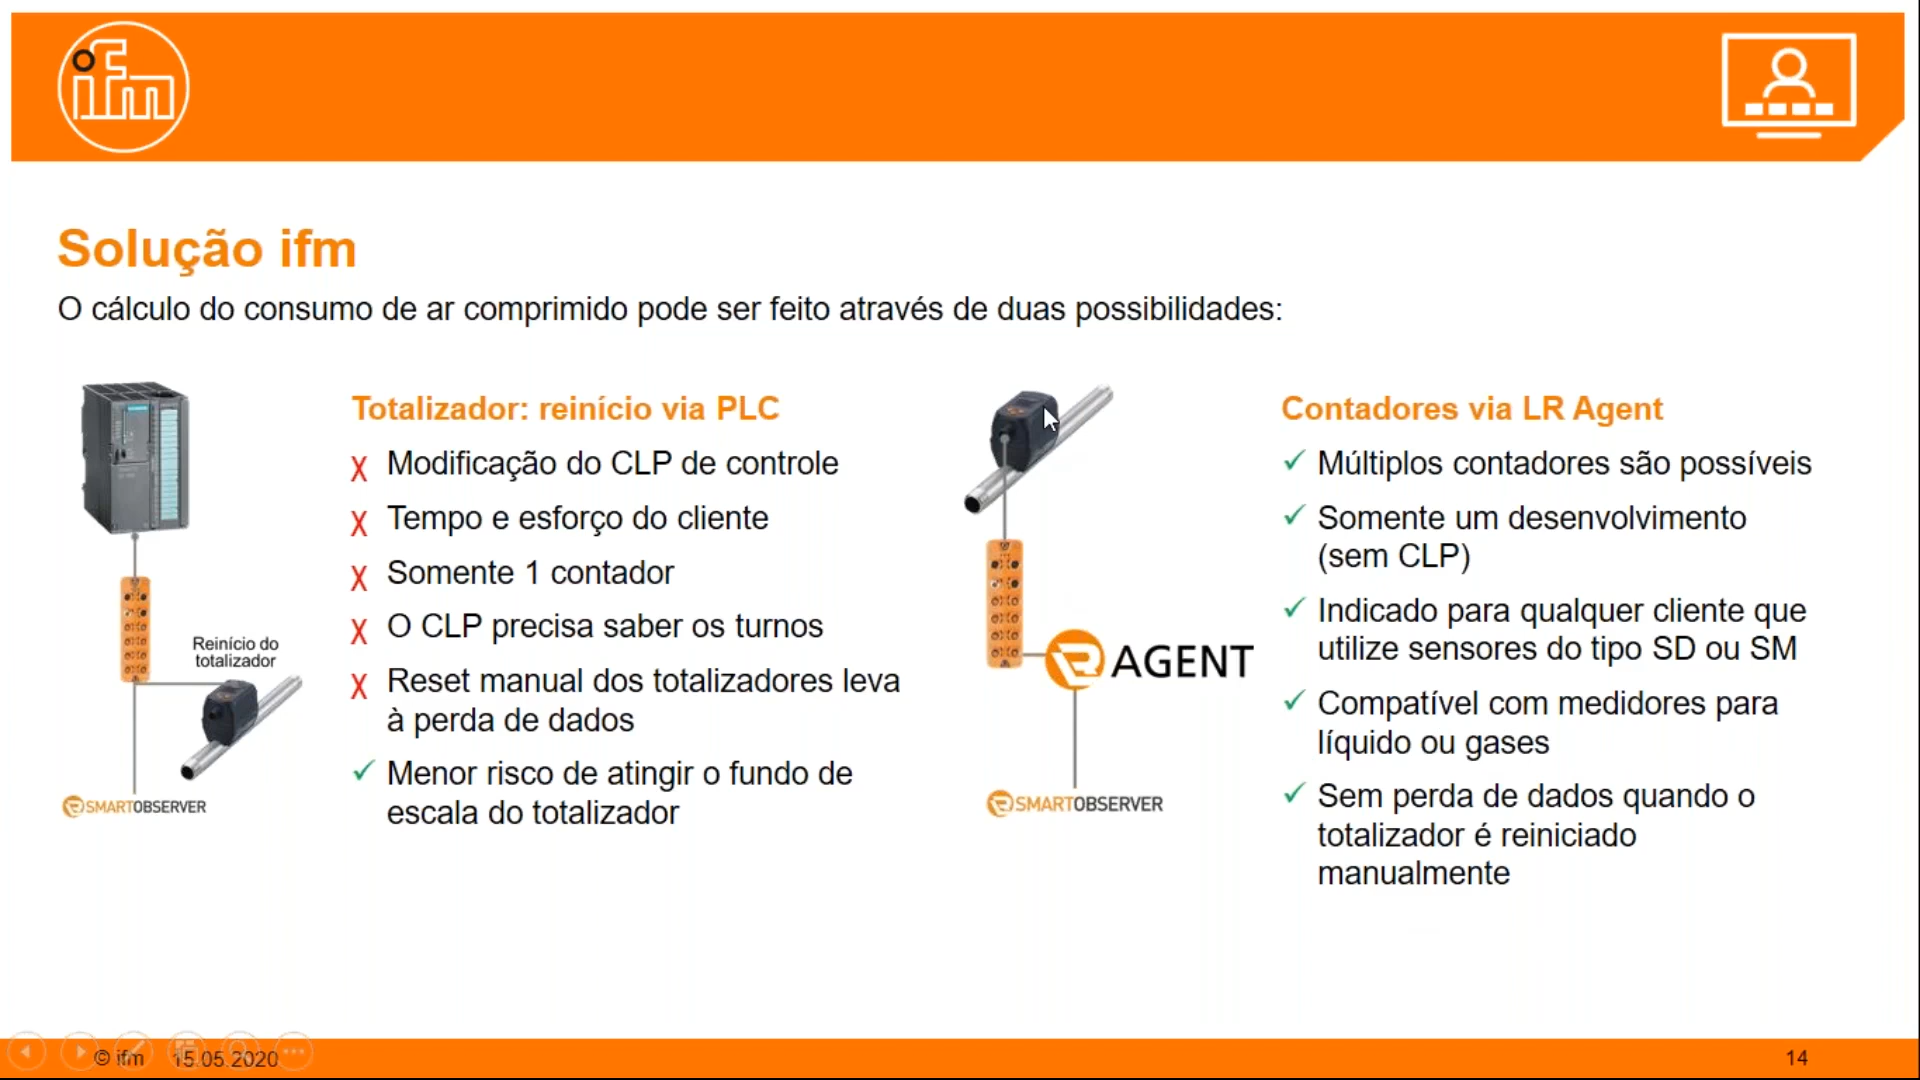 ifm
Solução ifm
O cálculo do consumo de ar comprimido pode ser feito através de duas possibilidades:
Totalizador: reinício via PLC
X Modificação do CLP de controle
X Tempo e esforço do cliente
X Somente 1 contador
X O CLP precisa saber os turnos
X Reset manual dos totalizadores leva
à perda de dados
✓ Menor risco de atingir o fundo de
escala do totalizador
Reinício do
totalizador
SMARTOBSERVER
AGENT
SMARTOBSERVER
Contadores via LR Agent
✓ Múltiplos contadores são possíveis
✓ Somente um desenvolvimento
(sem CLP)
✓ Indicado para qualquer cliente que
utilize sensores do tipo SD ou SM
✓ Compatível com medidores para
líquido ou gases
✓ Sem perda de dados quando o
totalizador é reiniciado
manualmente
© ifm 15.05.2020
14